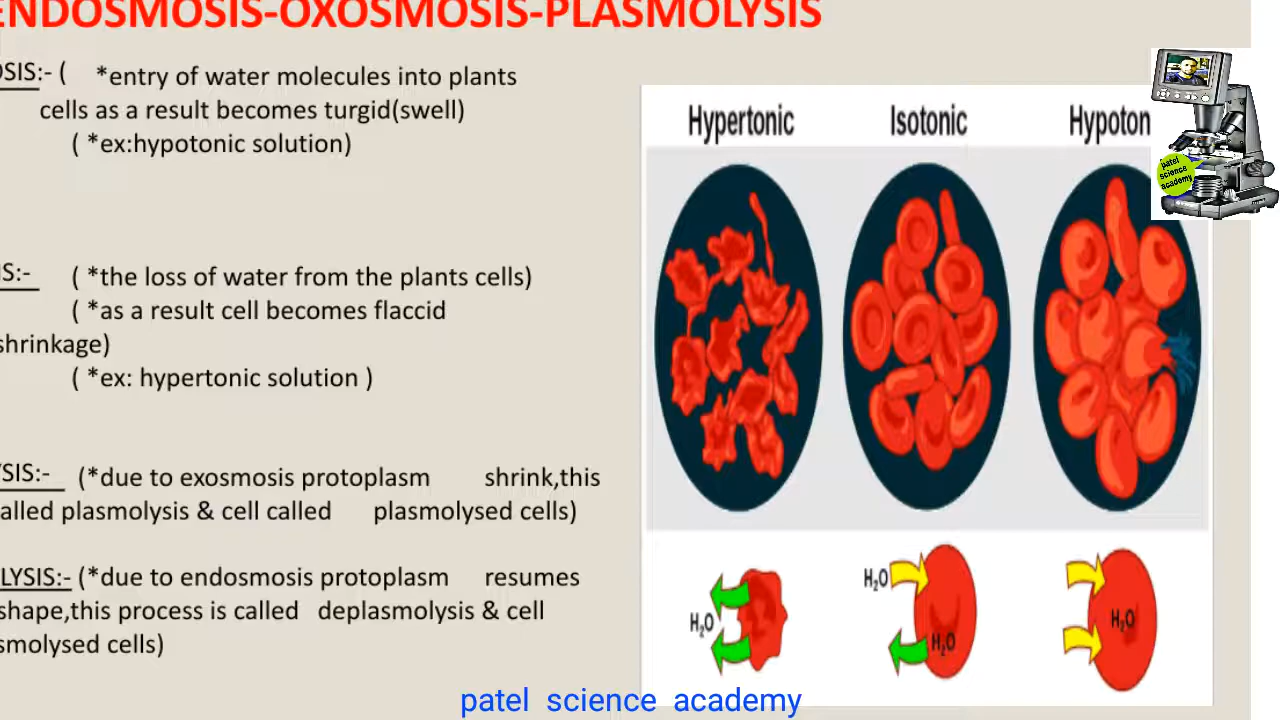 ENDOSMOSIS-OXOSMOSIS-PLASMOLYSIS
OSIS:- ( *entry of water molecules into plants
cells as a result becomes turgid(swell)
( *ex:hypotonic solution)
IS:- ( *the loss of water from the plants cells)
( *as a result cell becomes flaccid
shrinkage)
( *ex: hypertonic solution )
YSIS:- (*due to exosmosis protoplasm shrink,this
alled plasmolysis & cell called plasmolysed cells)
LYSIS:- (*due to endosmosis protoplasm resumes
shape,this process is called deplasmolysis & cell
smolysed cells)
Hypertonic Isotonic Hypoton
patel
science
academy
H₂O
H₂O
H₂O
H₂O
patel science academy